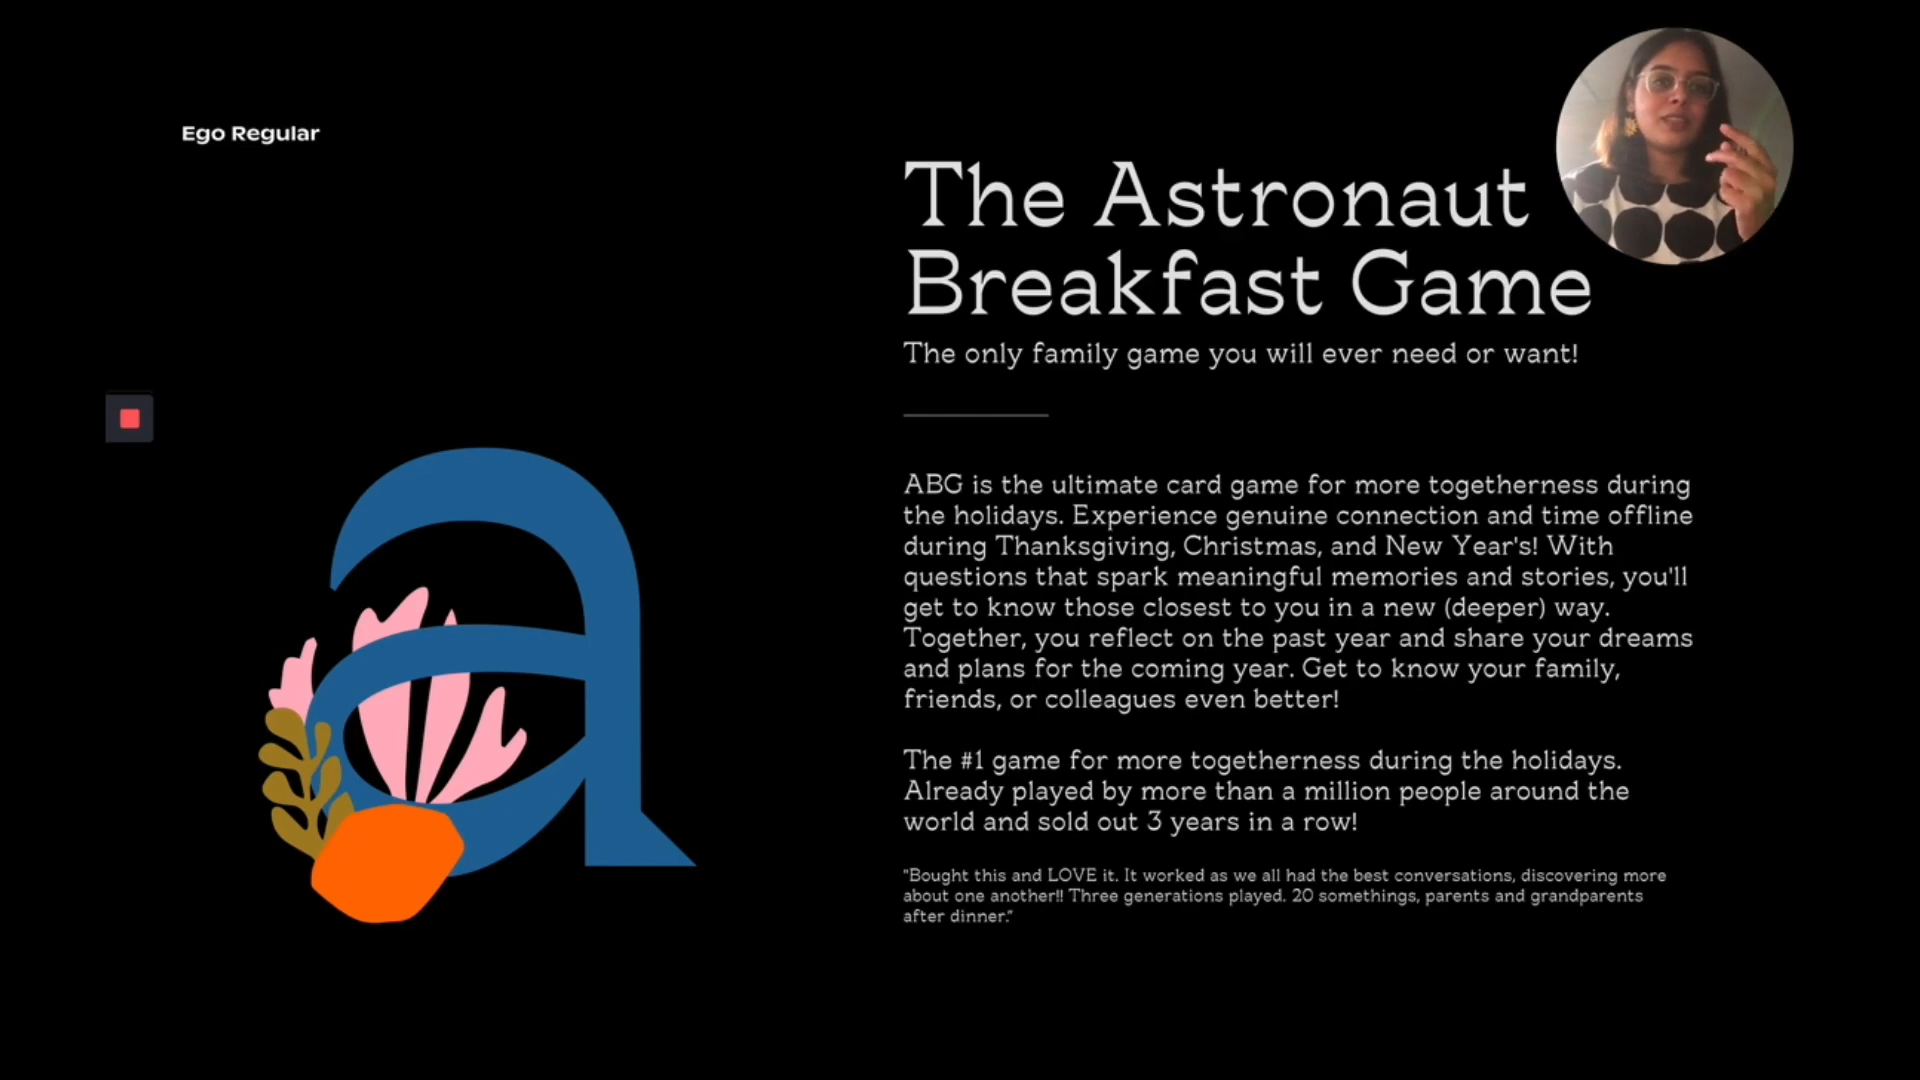 Ego Regular
The Astronaut
Breakfast Game
The only family game you will ever need or want!
ABG is the ultimate card game for more togetherness during
the holidays. Experience genuine connection and time offline
during Thanksgiving, Christmas, and New Year's! With
questions that spark meaningful memories and stories, you'll
get to know those closest to you in a new (deeper) way.
Together, you reflect on the past year and share your dreams
and plans for the coming year. Get to know your family,
friends, or colleagues even better!
The #1 game for more togetherness during the holidays.
Already played by more than a million people around the
world and sold out 3 years in a row!
"Bought this and LOVE it. It worked as we all had the best conversations, discovering more
about one another!! Three generations played. 20 somethings, parents and grandparents
after dinner."
a